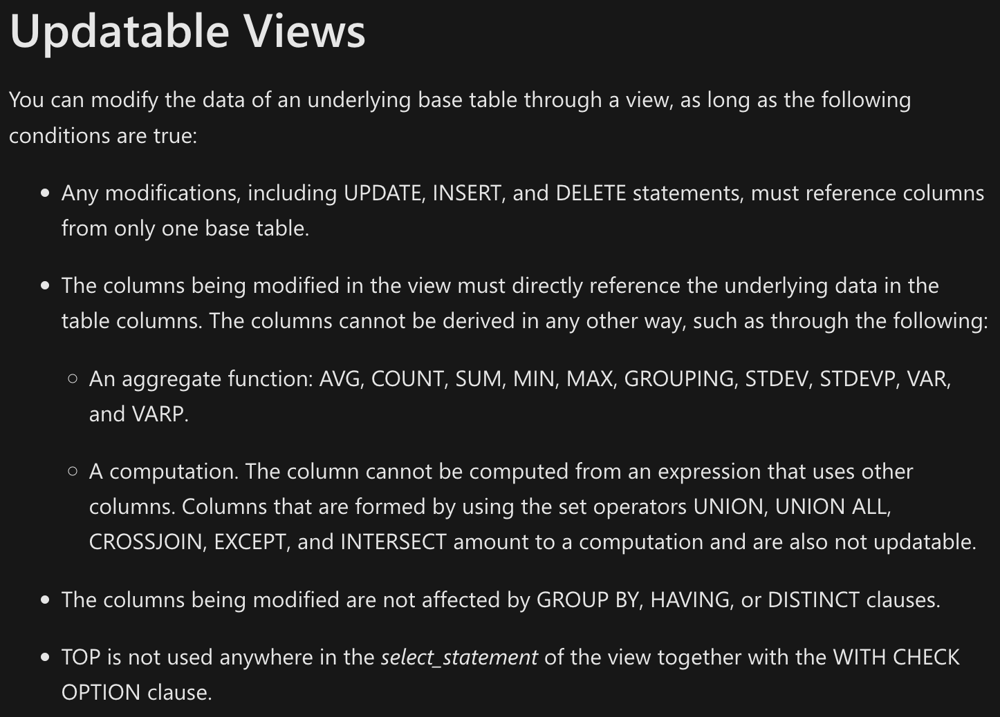 Updatable Views
You can modify the data of an underlying base table through a view, as long as the following
conditions are true:
• Any modifications, including UPDATE, INSERT, and DELETE statements, must reference columns
from only one base table.
• The columns being modified in the view must directly reference the underlying data in the
table columns. The columns cannot be derived in any other way, such as through the following:
○ An aggregate function: AVG, COUNT, SUM, MIN, MAX, GROUPING, STDEV, STDEVP, VAR,
and VARP.
○ A computation. The column cannot be computed from an expression that uses other
columns. Columns that are formed by using the set operators UNION, UNION ALL,
CROSSJOIN, EXCEPT, and INTERSECT amount to a computation and are also not updatable.
• The columns being modified are not affected by GROUP BY, HAVING, or DISTINCT clauses.
• TOP is not used anywhere in the select_statement of the view together with the WITH CHECK
OPTION clause.